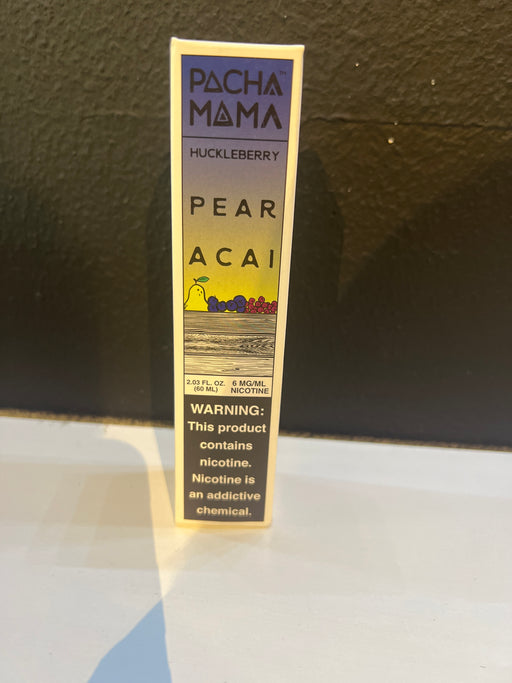 PACHA™
MAMA
HUCKLEBERRY
PEAR
ACAI
2.03 FL. OZ. 6 MG/ML
(60 ML) NICOTINE
WARNING:
This product
contains
nicotine.
Nicotine is
an addictive
chemical.